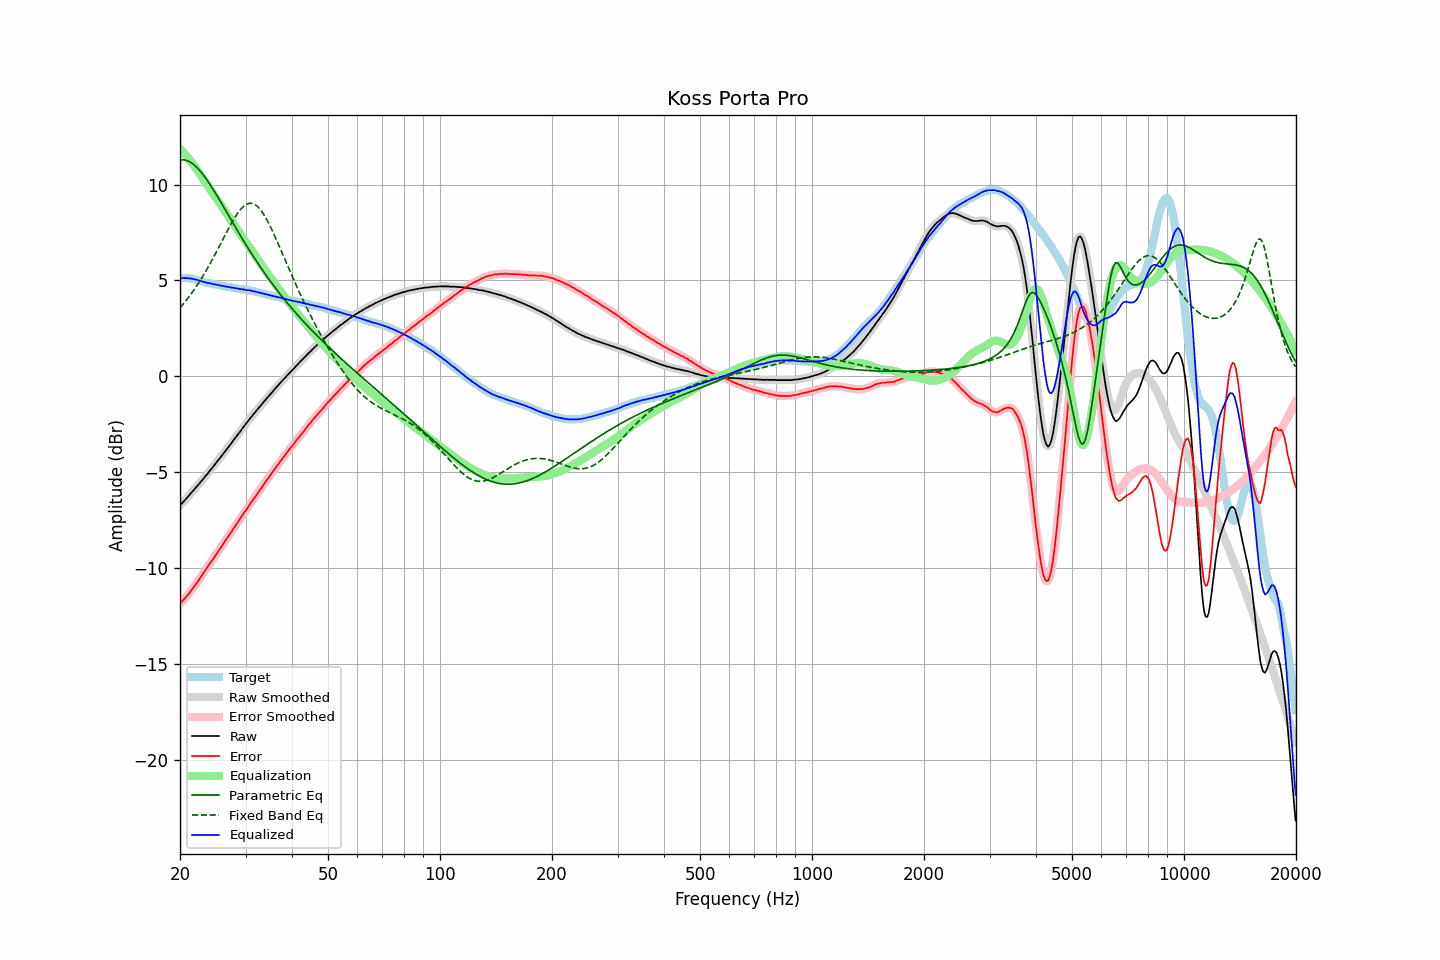 Koss Porta Pro
Amplitude (dBr)
10
5
0
−5
−10
−15
−20
Target
Raw Smoothed
Error Smoothed
Raw
Error
Equalization
Parametric Eq
Fixed Band Eq
Equalized
20 50 100 200 500 1000 2000 5000 10000 20000
Frequency (Hz)